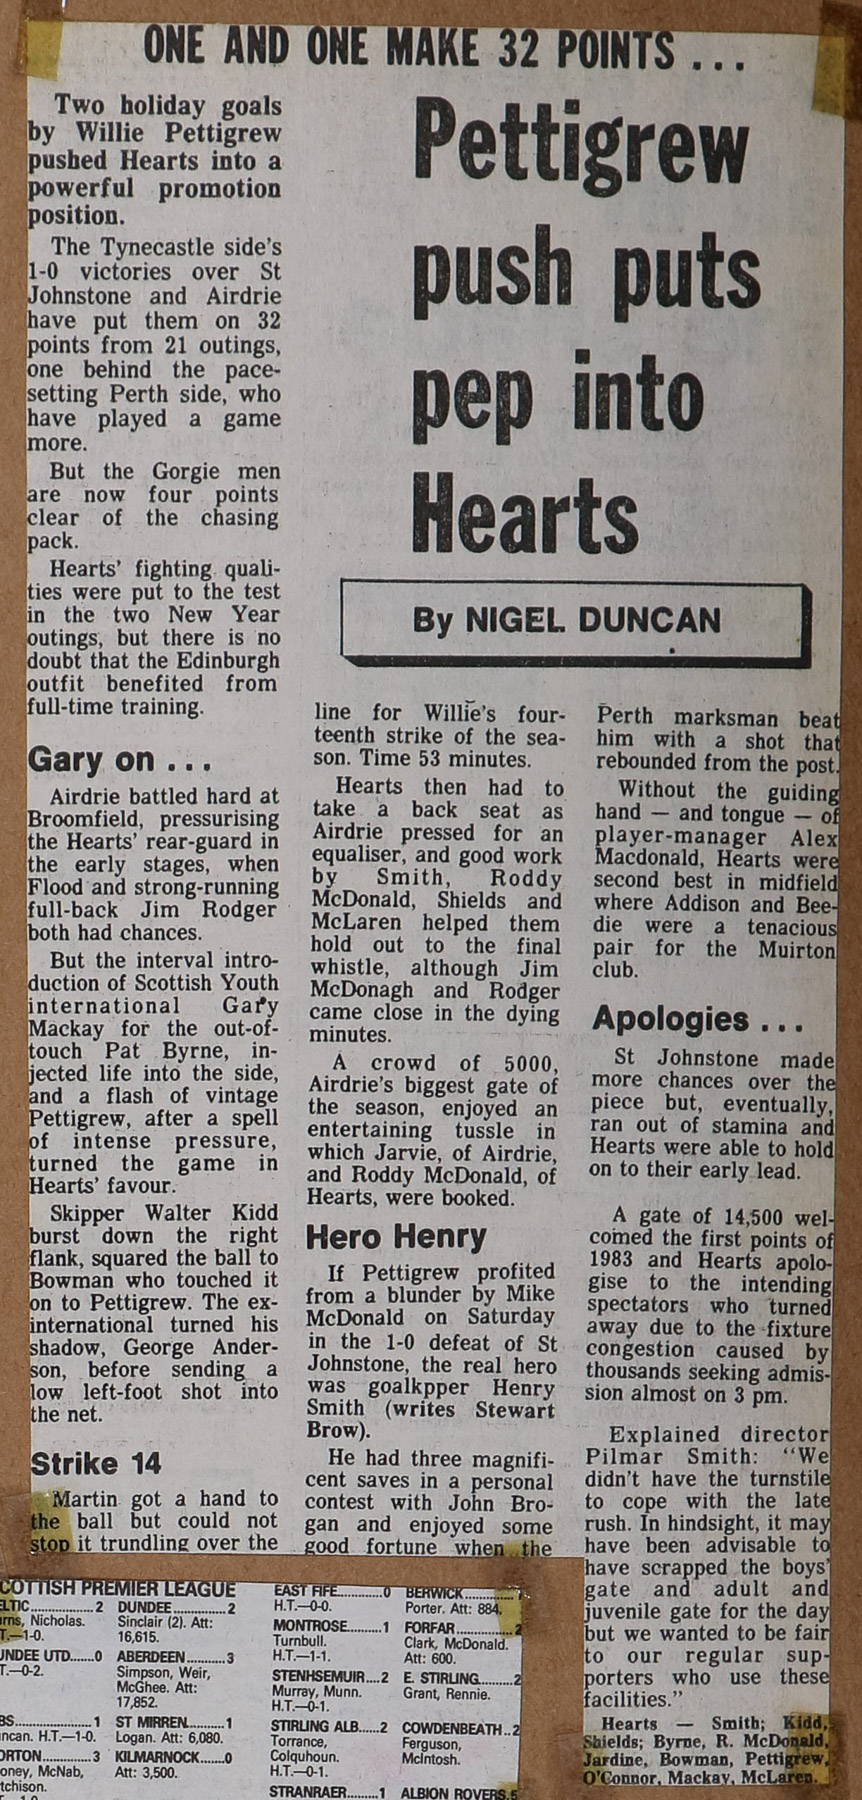 ONE AND ONE MAKE 32 POINTS . . .
Pettigrew
push puts
pep into
Hearts
By NIGEL DUNCAN
Two holiday goals
by Willie Pettigrew
pushed Hearts into a
powerful promotion
position.
The Tynecastle side's
1-0 victories over St
Johnstone and Airdrie
have put them on 32
points from 21 outings,
one behind the pace-
setting Perth side, who
have played a game
more.
But the Gorgie men
are now four points
clear of the chasing
pack.
Hearts' fighting quali-
ties were put to the test
in the two New Year
outings, but there is no
doubt that the Edinburgh
outfit benefited from
full-time training.
Gary on . . .
Airdrie battled hard at
Broomfield, pressurising
the Hearts' rear-guard in
the early stages, when
Flood and strong-running
full-back Jim Rodger
both had chances.
But the interval intro-
duction of Scottish Youth
international Gary
Mackay for the out-of-
touch Pat Byrne, in-
jected life into the side,
and a flash of vintage
Pettigrew, after a spell
of intense pressure,
turned the game in
Hearts' favour.
Skipper Walter Kidd
burst down the right
flank, squared the ball to
Bowman who touched it
on to Pettigrew. The ex-
international turned his
shadow, George Ander-
son, before sending a
low left-foot shot into
the net.
Strike 14
Martin got a hand to
the ball but could not
stop it trundling over the
line for Willie's four-
teenth strike of the sea-
son. Time 53 minutes.
Hearts then had to
take a back seat as
Airdrie pressed for an
equaliser, and good work
by Smith, Roddy
McDonald, Shields and
McLaren helped them
hold out to the final
whistle, although Jim
McDonagh and Rodger
came close in the dying
minutes.
A crowd of 5000,
Airdrie's biggest gate of
the season, enjoyed an
entertaining tussle in
which Jarvie, of Airdrie,
and Roddy McDonald, of
Hearts, were booked.
Hero Henry
If Pettigrew profited
from a blunder by Mike
McDonald on Saturday
in the 1-0 defeat of St
Johnstone, the real hero
was goalkpper Henry
Smith (writes Stewart
Brow).
He had three magnifi-
cent saves in a personal
contest with John Bro-
gan and enjoyed some
good fortune when the
Perth marksman beat
him with a shot that
rebounded from the post.
Without the guiding
hand — and tongue — of
player-manager Alex
Macdonald, Hearts were
second best in midfield
where Addison and Bee-
die were a tenacious
pair for the Muirton
club.
Apologies . . .
St Johnstone made
more chances over the
piece but, eventually,
ran out of stamina and
Hearts were able to hold
on to their early lead.
A gate of 14,500 wel-
comed the first points of
1983 and Hearts apolo-
gise to the intending
spectators who turned
away due to the fixture
congestion caused by
thousands seeking admis-
sion almost on 3 pm.
Explained director
Pilmar Smith: "We
didn't have the turnstile
to cope with the late
rush. In hindsight, it may
have been advisable to
have scrapped the boys'
gate and adult and
juvenile gate for the day
but we wanted to be fair
to our regular sup-
porters who use these
facilities."
Hearts — Smith; Kidd,
Shields; Byrne, R. McDonald,
Jardine, Bowman, Pettigrew,
O'Connor, Mackay, McLaren.
COTTISH PREMIER LEAGUE
LTIC...............2
rns, Nicholas.
T.—1-0.
UNDEE UTD.......0
T.—0-2.
BS......................1
ncan. H.T.—1-0.
ORTON..............3
oney, McNab,
tchison.
DUNDEE.............2
Sinclair (2). Att:
16,615.
ABERDEEN..........3
Simpson, Weir,
McGhee. Att:
17,852.
ST MIRREN..........1
Logan. Att: 6,080.
KILMARNOCK......0
Att: 3,500.
EAST FIFE...........0
H.T.—0-0.
MONTROSE.........1
Turnbull.
H.T.—1-1.
STENHSEMUIR....2
Murray, Munn.
H.T.—0-1.
STIRLING ALB.....2
Torrance,
Colquhoun.
H.T.—0-1.
STRANRAER........1
BERWICK............
Porter. Att: 884.
FORFAR..............2
Clark, McDonald.
Att: 600.
E. STIRLING.........2
Grant, Rennie.
COWDENBEATH..2
Ferguson,
McIntosh.
ALBION ROVERS.5